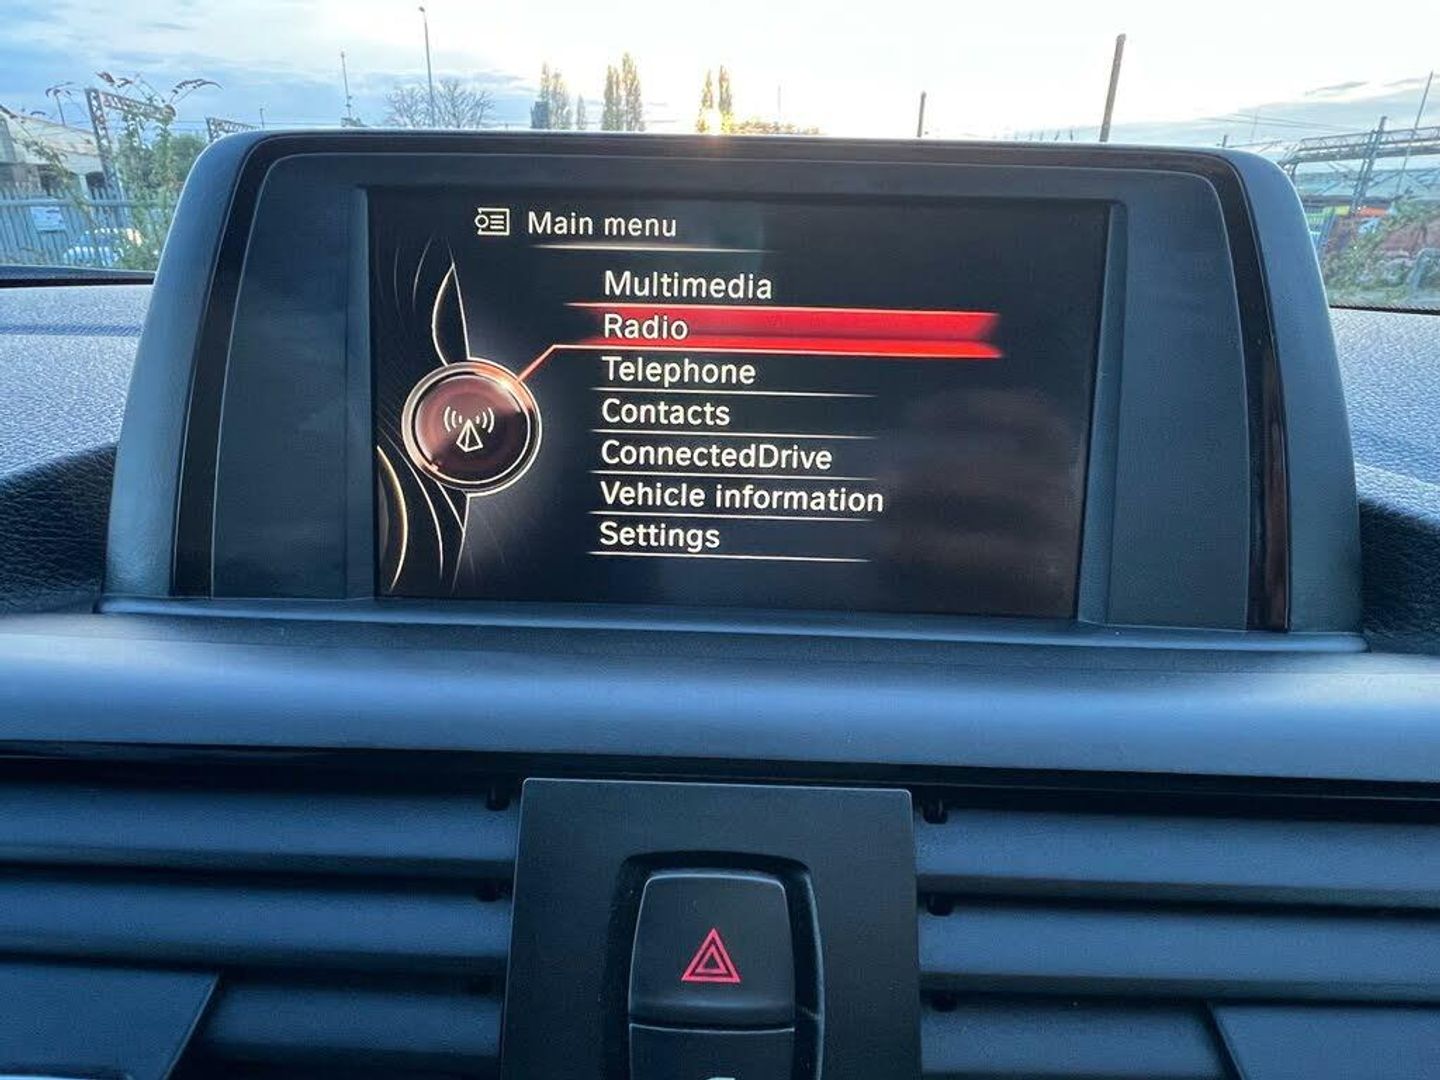 Main menu
Multimedia
Radio
Telephone
Contacts
ConnectedDrive
Vehicle information
Settings